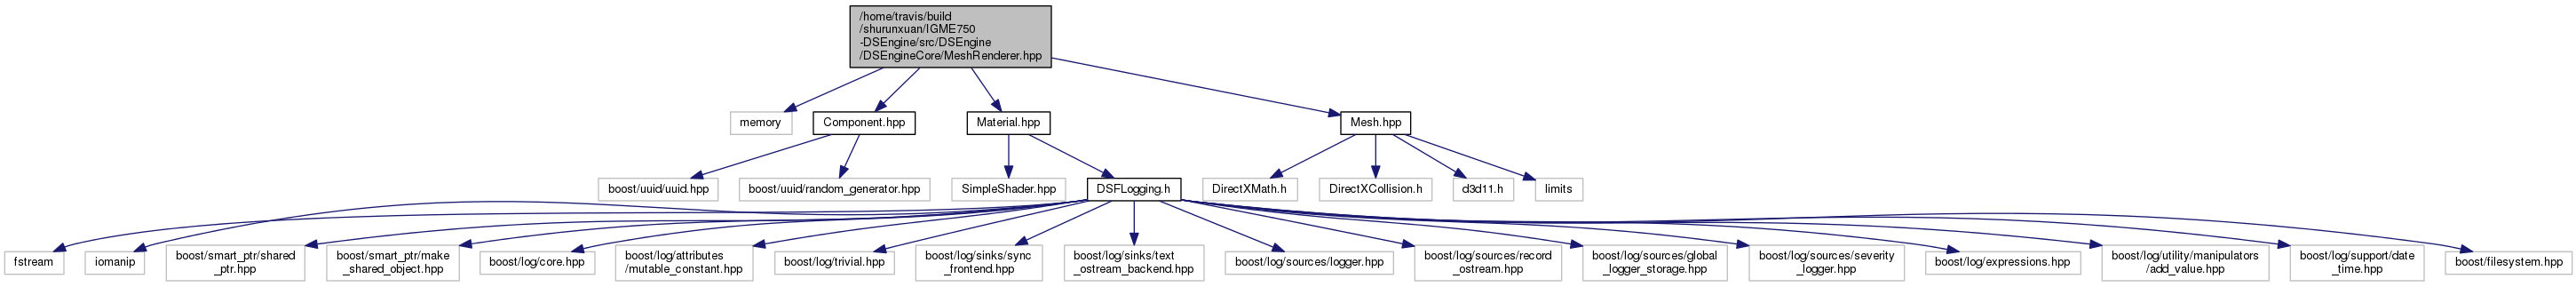 /home/travis/build
/shurunxuan/IGME750
-DSEngine/src/DSEngine
/DSEngineCore/MeshRenderer.hpp
memory
Component.hpp
Material.hpp
Mesh.hpp
boost/uuid/uuid.hpp
boost/uuid/random_generator.hpp
SimpleShader.hpp
DSFLogging.h
DirectXMath.h
DirectXCollision.h
d3d11.h
limits
fstream
iomanip
boost/smart_ptr/shared
_ptr.hpp
boost/smart_ptr/make
_shared_object.hpp
boost/log/core.hpp
boost/log/attributes
/mutable_constant.hpp
boost/log/trivial.hpp
boost/log/sinks/sync
_frontend.hpp
boost/log/sinks/text
_ostream_backend.hpp
boost/log/sources/logger.hpp
boost/log/sources/record
_ostream.hpp
boost/log/sources/global
_logger_storage.hpp
boost/log/sources/severity
_logger.hpp
boost/log/expressions.hpp
boost/log/utility/manipulators
/add_value.hpp
boost/log/support/date
_time.hpp
boost/filesystem.hpp